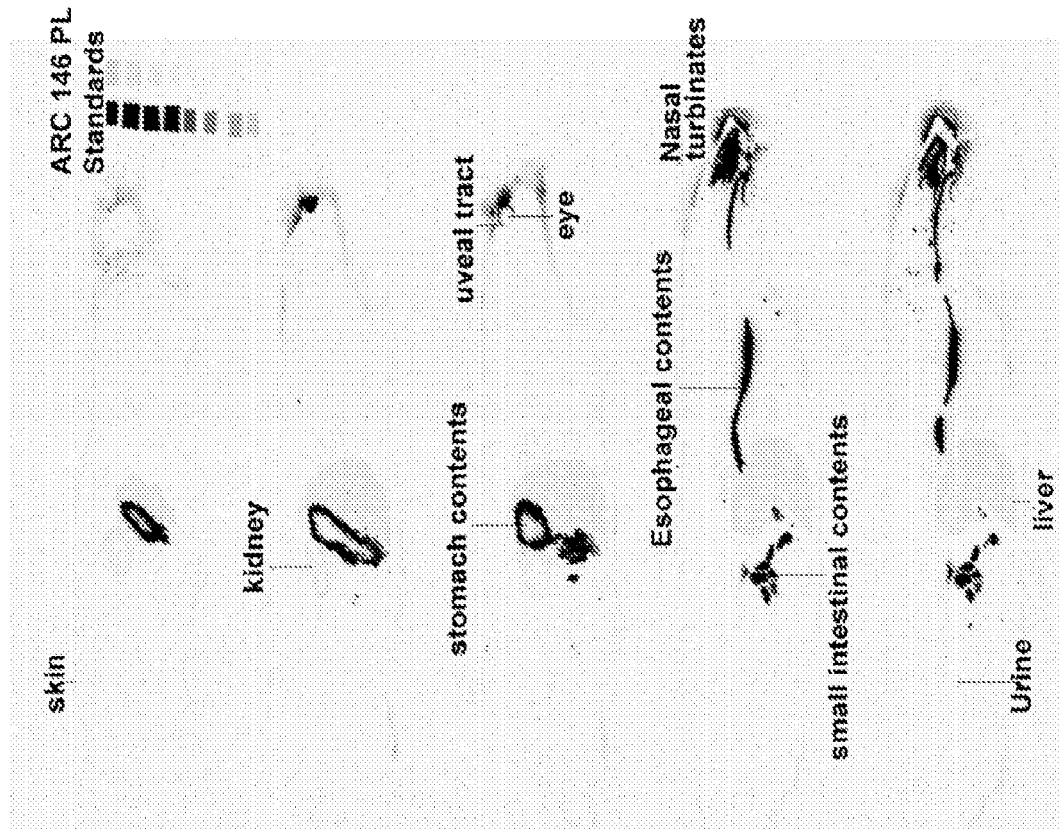 ARC 146 PL
Standards
skin
kidney
uveal tract
eye
stomach contents
Nasal
turbinates
Esophageal contents
small intestinal contents
liver
Urine